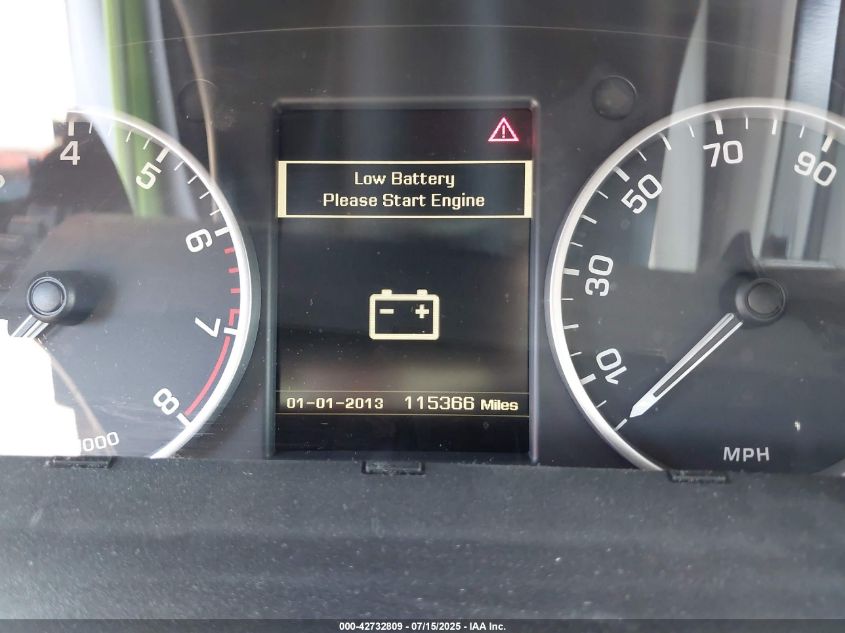 Low Battery
Please Start Engine
- +
01-01-2013 115366 Miles
4
5
6
7
8
10
30
50
70
90
MPH
000-42732809 - 07/15/2025 - IAA Inc.